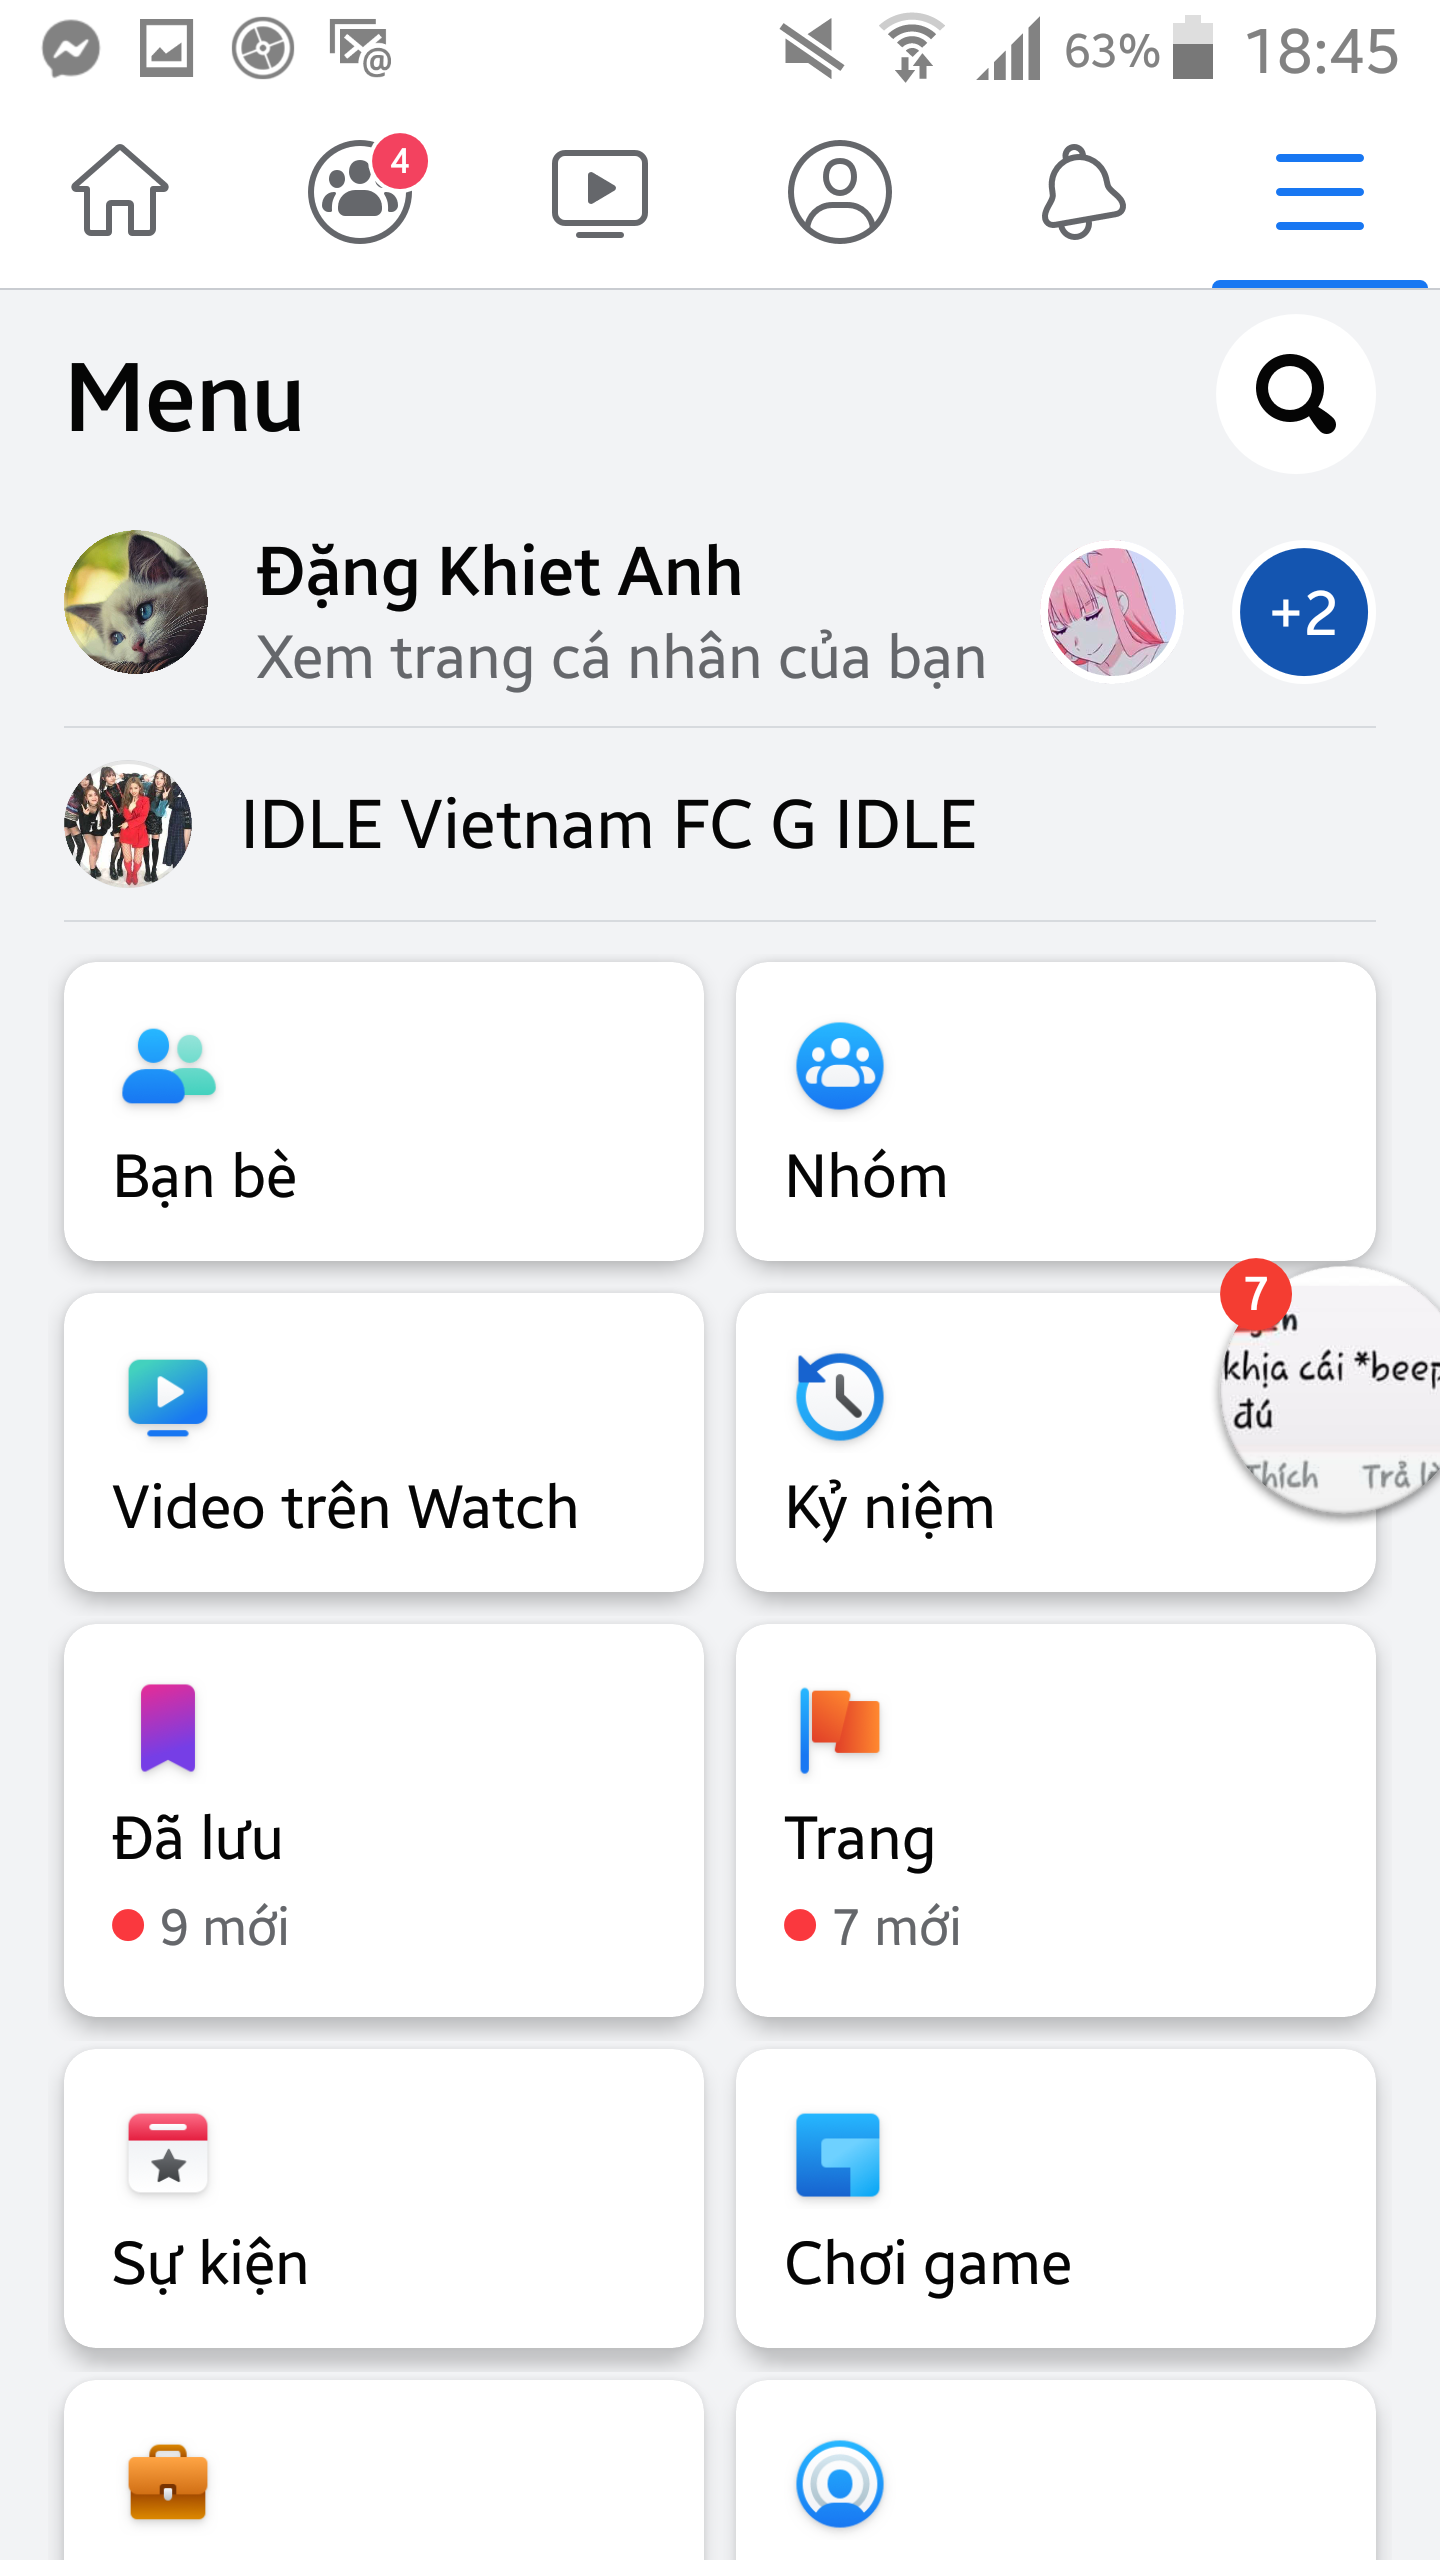 63% 18:45
4
Menu
Đặng Khiet Anh
Xem trang cá nhân của bạn
+2
IDLE Vietnam FC G IDLE
Bạn bè
Nhóm
7
khịa cái *beep
đú
Thích Trả
Video trên Watch
Kỷ niệm
Đã lưu
9 mới
Trang
7 mới
Sự kiện
Chơi game